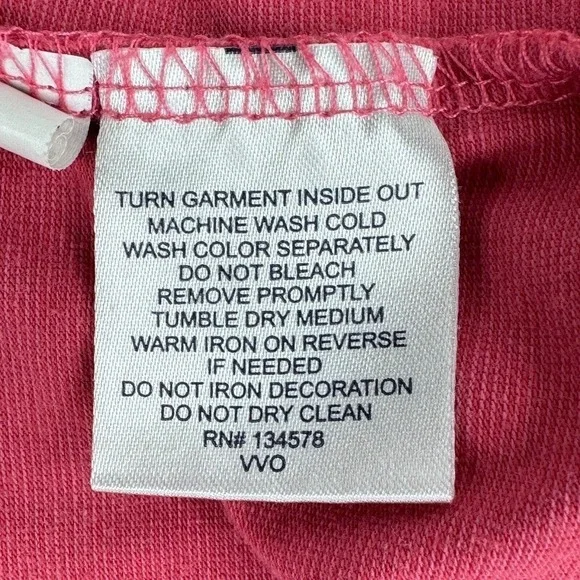 TURN GARMENT INSIDE OUT
MACHINE WASH COLD
WASH COLOR SEPARATELY
DO NOT BLEACH
REMOVE PROMPTLY
TUMBLE DRY MEDIUM
WARM IRON ON REVERSE
IF NEEDED
DO NOT IRON DECORATION
DO NOT DRY CLEAN
RN# 134578
VVO